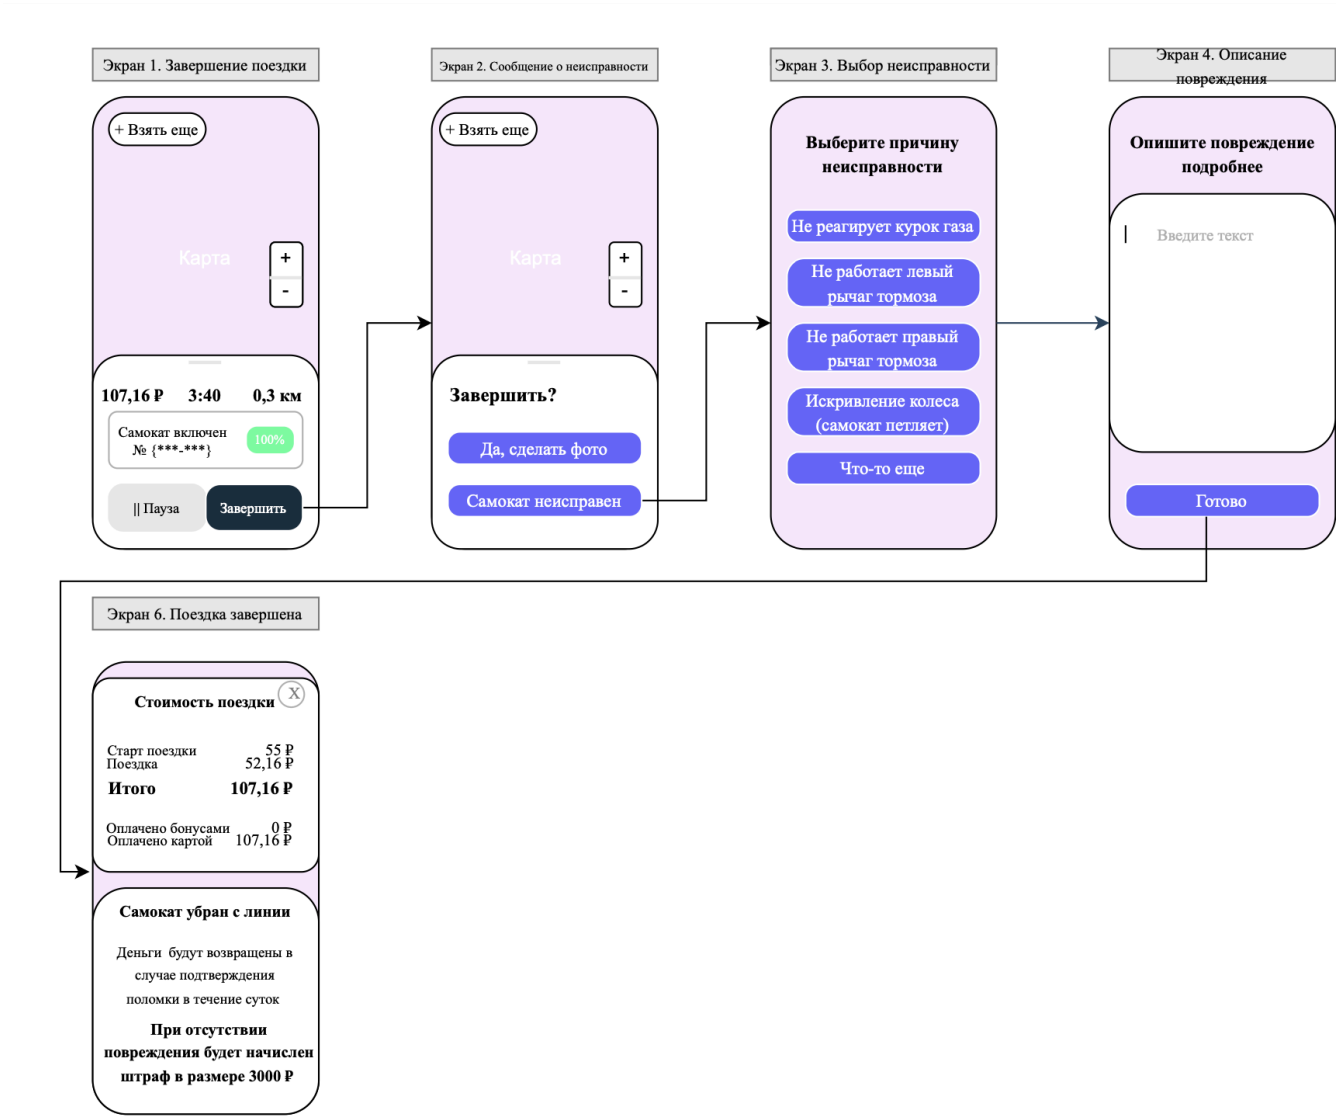 Экран 1. Завершение поездки
+ Взять еще
Карта
+
-
107,16 ₽ 3:40 0,3 км
Самокат включен
№ {***-***}
100%
|| Пауза
Завершить
Экран 2. Сообщение о неисправности
+ Взять еще
Карта
+
-
Завершить?
Да, сделать фото
Самокат неисправен
Экран 3. Выбор неисправности
Выберите причину
неисправности
Не реагирует курок газа
Не работает левый
рычаг тормоза
Не работает правый
рычаг тормоза
Искривление колеса
(самокат петляет)
Что-то еще
Экран 4. Описание
повреждения
Опишите повреждение
подробнее
Введите текст
Готово
Экран 6. Поездка завершена
X
Стоимость поездки
Старт поездки 55 ₽
Поездка 52,16 ₽
Итого 107,16 ₽
Оплачено бонусами 0 ₽
Оплачено картой 107,16 ₽
Самокат убран с линии
Деньги будут возвращены в
случае подтверждения
поломки в течение суток
При отсутствии
повреждения будет начислен
штраф в размере 3000 ₽